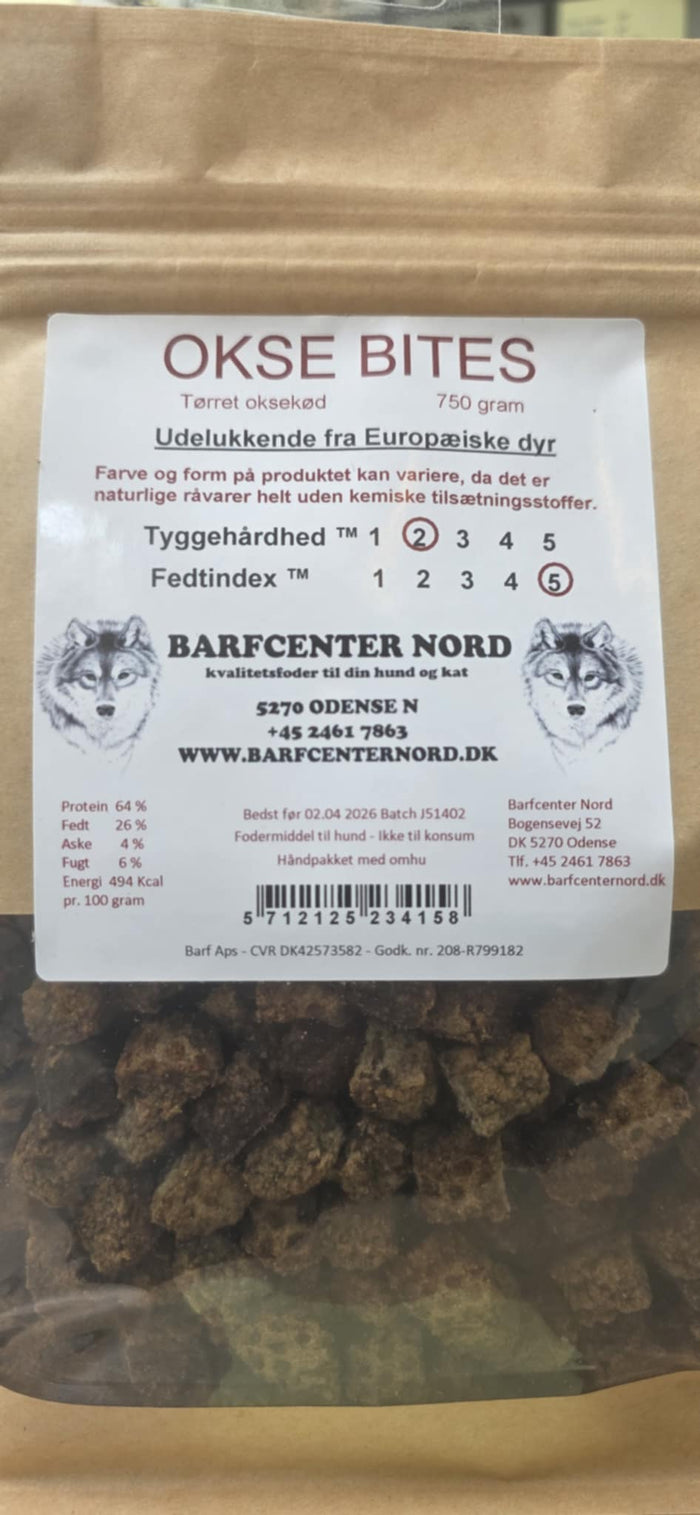 OKSE BITES
Tørret oksekød 750 gram
Udelukkende fra Europæiske dyr
Farve og form på produktet kan variere, da det er
naturlige råvarer helt uden kemiske tilsætningsstoffer.
Tyggehårdhed ™ 1 2 3 4 5
Fedtindex ™ 1 2 3 4 5
BARFCENTER NORD
kvalitetsfoder til din hund og kat
5270 ODENSE N
+45 2461 7863
WWW.BARFCENTERNORD.DK
Protein 64 %
Fedt 26 %
Aske 4 %
Fugt 6 %
Energi 494 Kcal
pr. 100 gram
Bedst før 02.04 2026 Batch J51402
Fodermiddel til hund - Ikke til konsum
Håndpakket med omhu
Barfcenter Nord
Bogensevej 52
DK 5270 Odense
Tlf. +45 2461 7863
www.barfcenternord.dk
5 712125 234158
Barf Aps - CVR DK42573582 - Godk. nr. 208-R799182